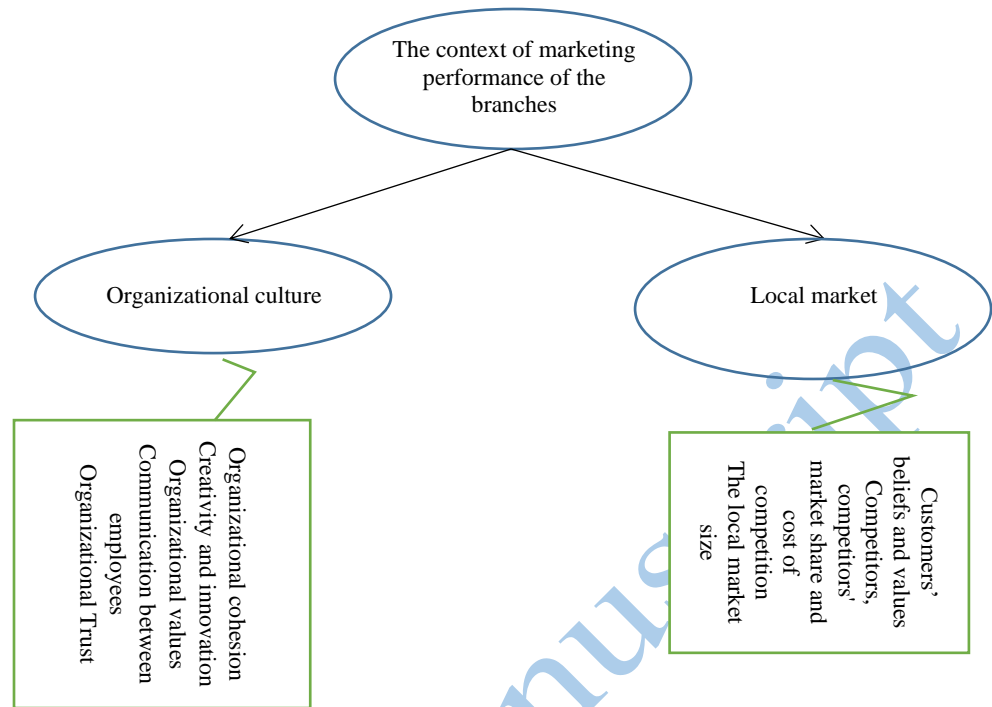 The context of marketing
performance of the
branches
Organizational culture
Local market
Organizational cohesion
Creativity and innovation
Organizational values
Communication between
employees
Organizational Trust
Customers’
beliefs and values
Competitors,
competitors'
market share and
cost of
competition
The local market
size